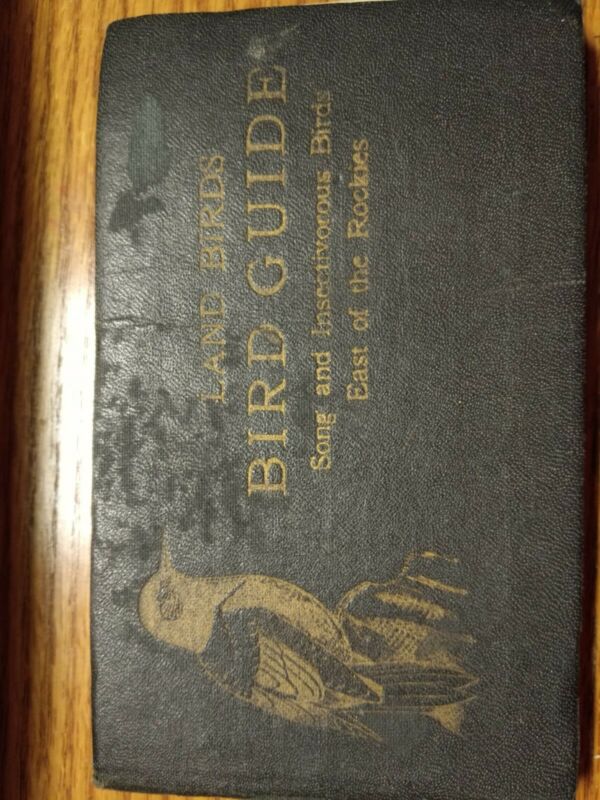 LAND BIRDS
BIRD GUIDE
Song and Insectivorous Birds
East of the Rockies